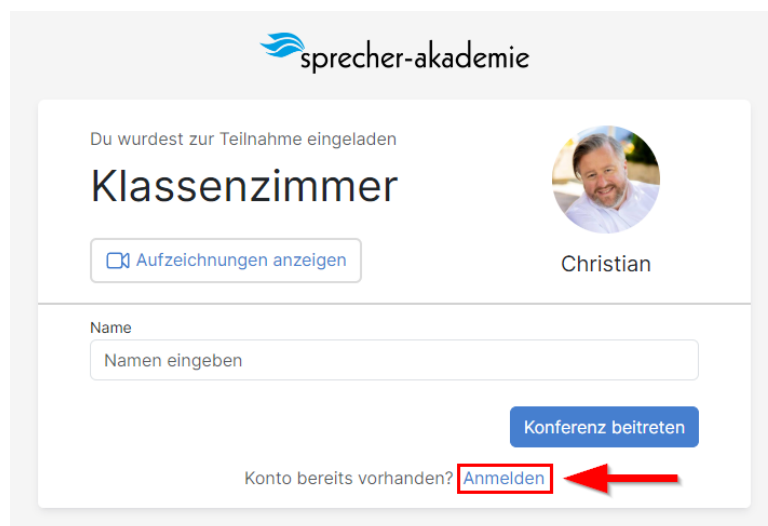 sprecher-akademie
Du wurdest zur Teilnahme eingeladen
Klassenzimmer
Aufzeichnungen anzeigen
Christian
Name
Namen eingeben
Konferenz beitreten
Konto bereits vorhanden? Anmelden